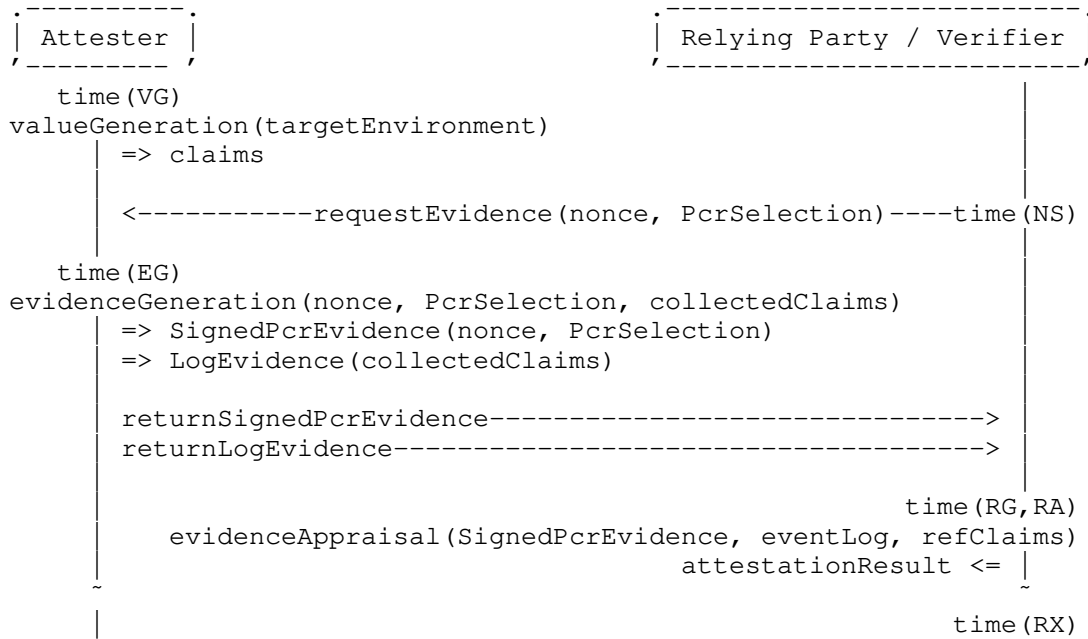 .----------.                            .--------------------------.
| Attester |                            | Relying Party / Verifier |
'--------- '                            '--------------------------'
   time(VG)                                                    |
valueGeneration(targetEnvironment)                             |
     | => claims                                               |
     |                                                         |
     | <-----------requestEvidence(nonce, PcrSelection)----time(NS)
     |                                                         |
   time(EG)                                                    |
evidenceGeneration(nonce, PcrSelection, collectedClaims)       |
     | => SignedPcrEvidence(nonce, PcrSelection)               |
     | => LogEvidence(collectedClaims)                         |
     |                                                         |
     | returnSignedPcrEvidence-------------------------------> |
     | returnLogEvidence-------------------------------------> |
     |                                                         |
     |                                                  time(RG,RA)
     |    evidenceAppraisal(SignedPcrEvidence, eventLog, refClaims)
     |                                    attestationResult <= |
     ~                                                         ~
     |                                                     time(RX)